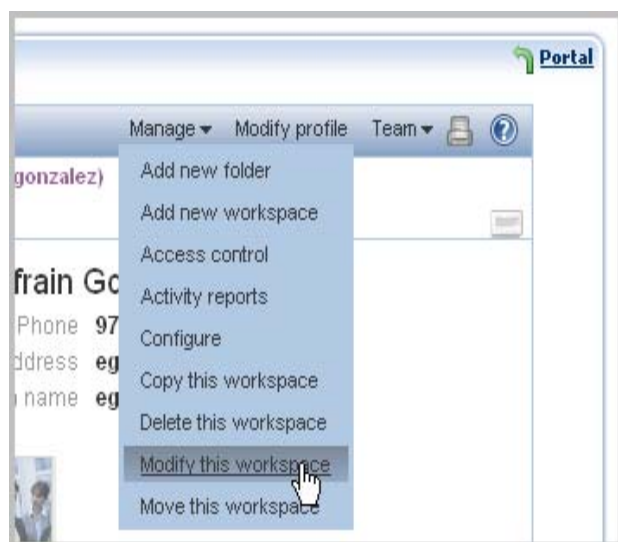 Portal
Manage Modify profile Team
gonzalez)
Add new folder
Add new workspace
Access control
Activity reports
Configure
Copy this workspace
Delete this workspace
Modify this workspace
Move this workspace
frain Go
Phone 97
ddress eg
name eg